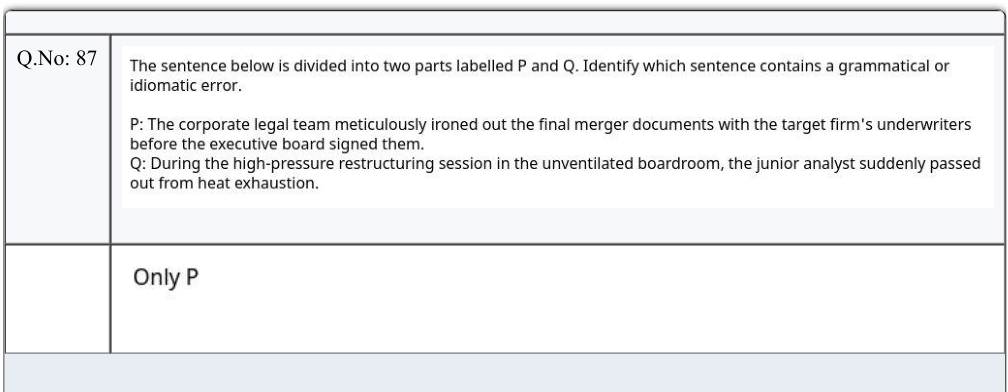 Q.No: 87
The sentence below is divided into two parts labelled P and Q. Identify which sentence contains a grammatical or
idiomatic error.
P: The corporate legal team meticulously ironed out the final merger documents with the target firm's underwriters
before the executive board signed them.
Q: During the high-pressure restructuring session in the unventilated boardroom, the junior analyst suddenly passed
out from heat exhaustion.
Only P